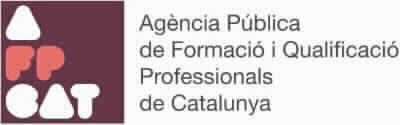 A
FP
CAT
Agència Pública
de Formació i Qualificació
Professionals
de Catalunya